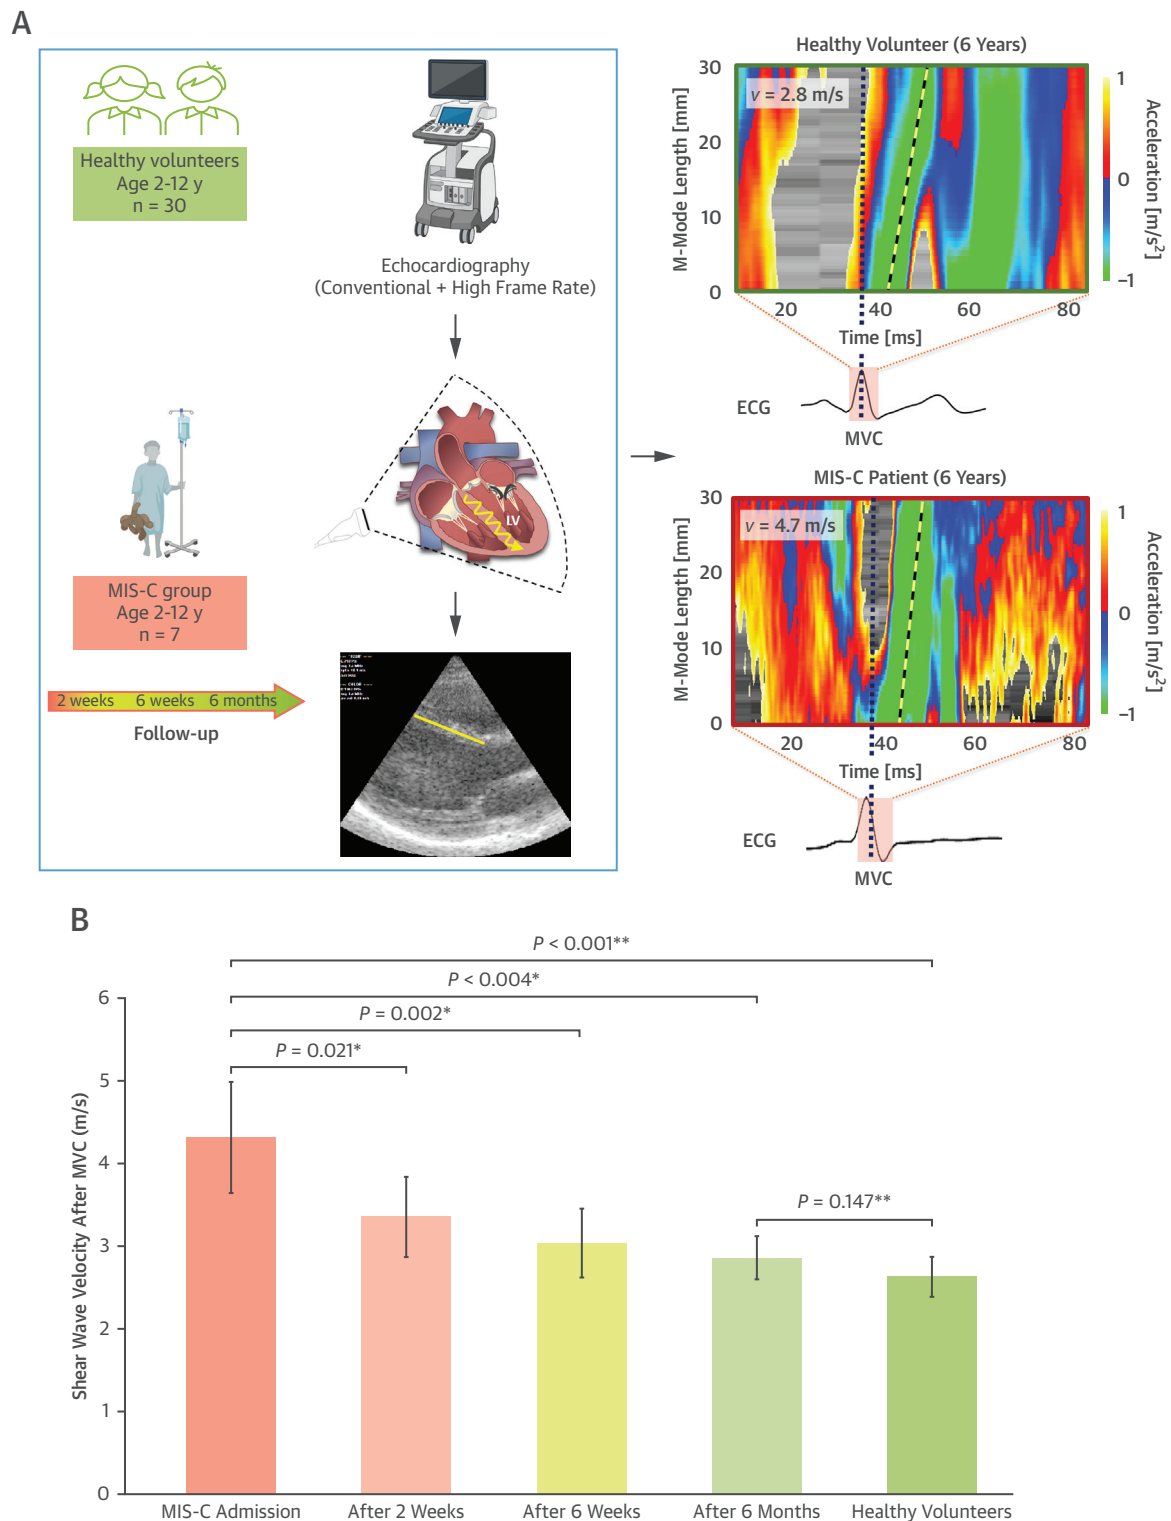 A
Healthy volunteers
Age 2-12 y
n = 30
Echocardiography
(Conventional + High Frame Rate)
LV
MIS-C group
Age 2-12 y
n = 7
2 weeks 6 weeks 6 months
Follow-up
Healthy Volunteer (6 Years)
v = 2.8 m/s
M-Mode Length [mm]
30
20
10
0
20 40 60 80
Time [ms]
1
0
−1
Acceleration [m/s²]
ECG
MVC
MIS-C Patient (6 Years)
v = 4.7 m/s
M-Mode Length [mm]
30
20
10
0
20 40 60 80
Time [ms]
1
0
−1
Acceleration [m/s²]
ECG
MVC
B
P < 0.001**
P < 0.004*
P = 0.002*
P = 0.021*
P = 0.147**
Shear Wave Velocity After MVC (m/s)
6
5
4
3
2
1
0
MIS-C Admission After 2 Weeks After 6 Weeks After 6 Months Healthy Volunteers